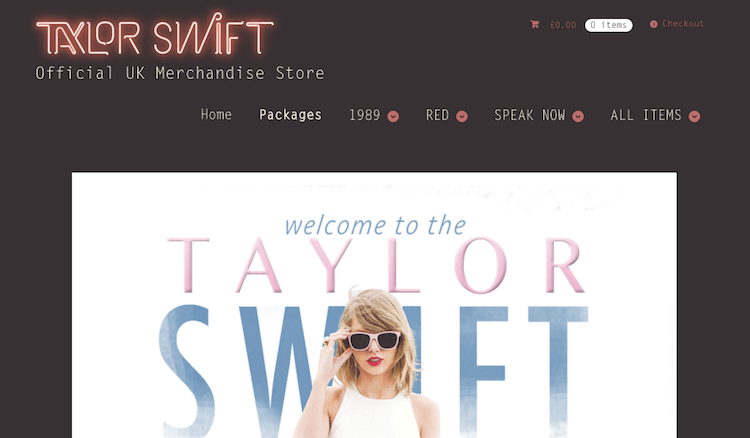 TAYLOR SWIFT
£0.00 0 items Checkout
Official UK Merchandise Store
Home Packages 1989 RED SPEAK NOW ALL ITEMS
welcome to the
TAYLOR
SWIFT